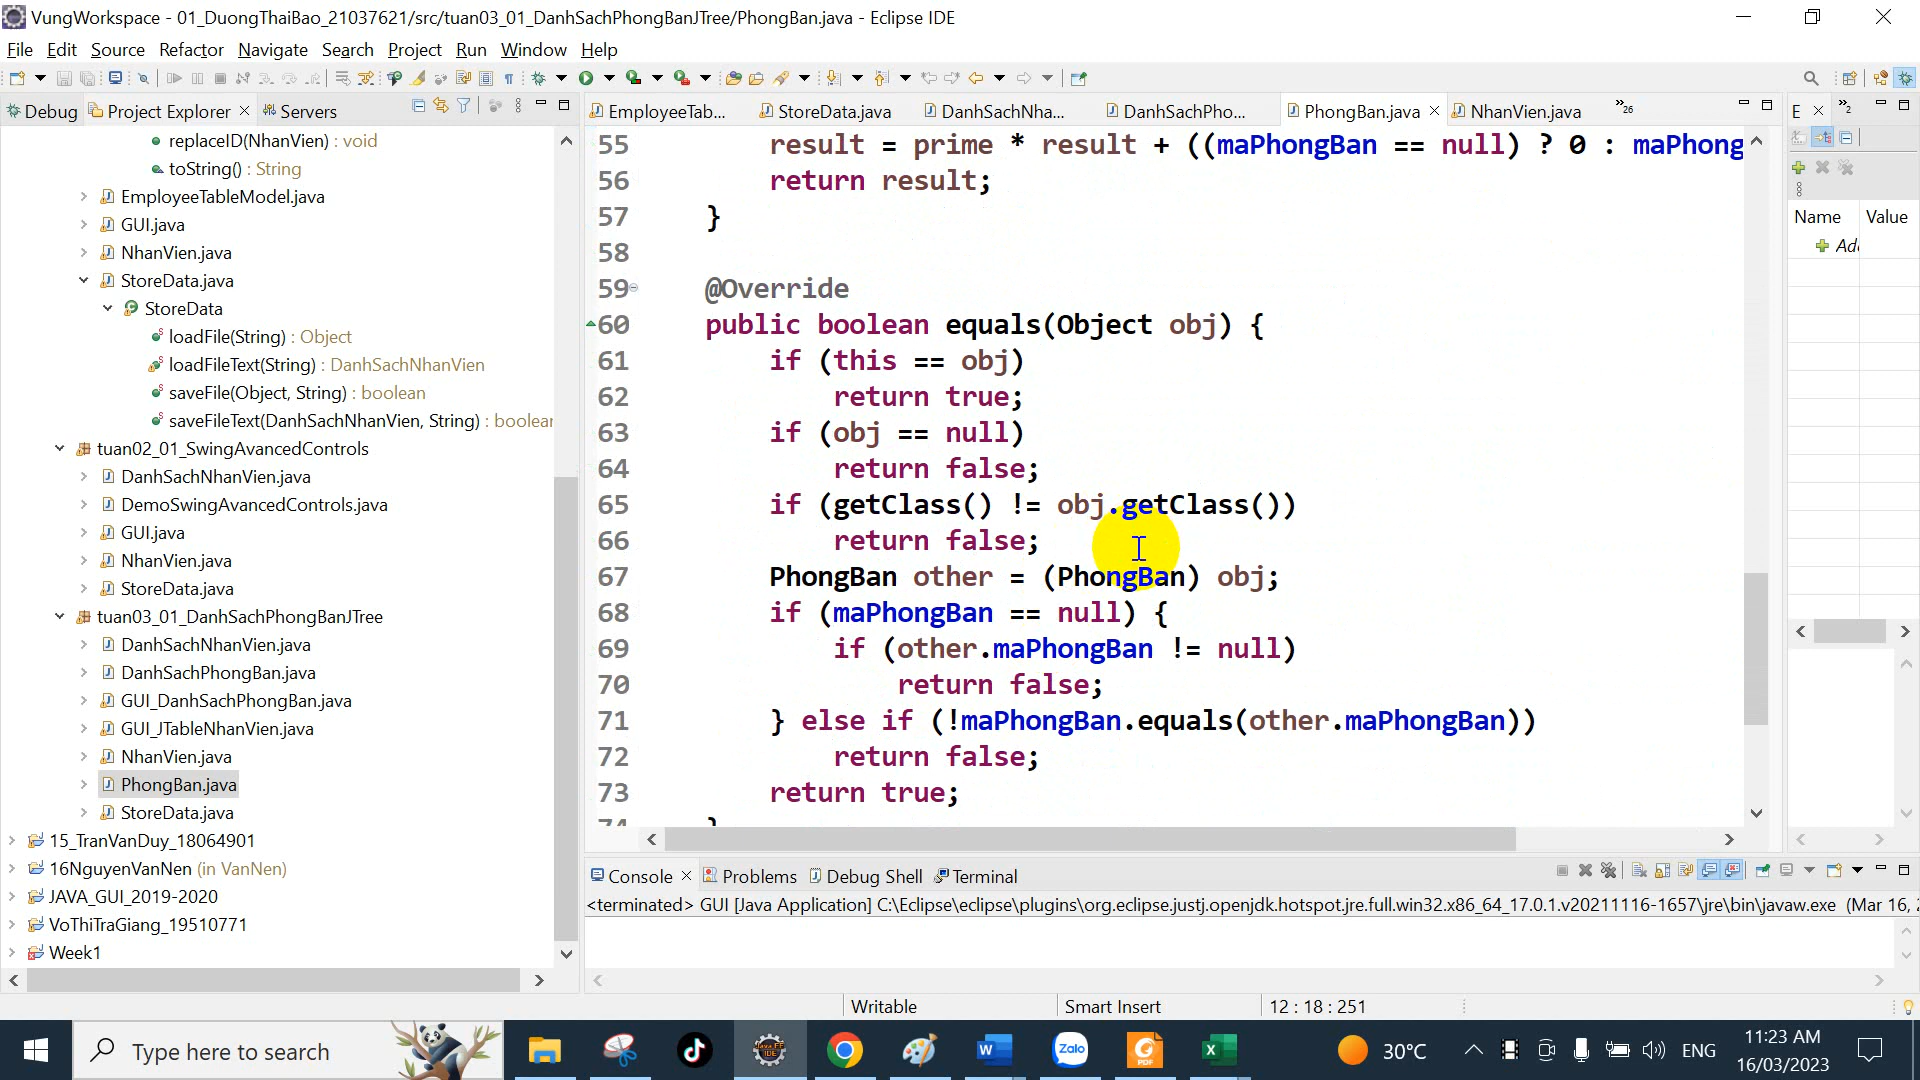 VungWorkspace - 01_DuongThaiBao_21037621/src/tuan03_01_DanhSachPhongBanJTree/PhongBan.java - Eclipse IDE
File Edit Source Refactor Navigate Search Project Run Window Help
Debug Project Explorer Servers
replaceID(NhanVien) : void
toString() : String
EmployeeTableModel.java
GUI.java
NhanVien.java
StoreData.java
StoreData
loadFile(String) : Object
loadFileText(String) : DanhSachNhanVien
saveFile(Object, String) : boolean
saveFileText(DanhSachNhanVien, String) : boolear
tuan02_01_SwingAvancedControls
DanhSachNhanVien.java
DemoSwingAvancedControls.java
GUI.java
NhanVien.java
StoreData.java
tuan03_01_DanhSachPhongBanJTree
DanhSachNhanVien.java
DanhSachPhongBan.java
GUI_DanhSachPhongBan.java
GUI_JTableNhanVien.java
NhanVien.java
PhongBan.java
StoreData.java
15_TranVanDuy_18064901
16NguyenVanNen (in VanNen)
JAVA_GUI_2019-2020
VoThiTraGiang_19510771
Week1
EmployeeTab... StoreData.java DanhSachNha... DanhSachPho... PhongBan.java NhanVien.java »26
55 result = prime * result + ((maPhongBan == null) ? 0 : maPhong
56 return result;
57 }
58
59 @Override
60 public boolean equals(Object obj) {
61 if (this == obj)
62 return true;
63 if (obj == null)
64 return false;
65 if (getClass() != obj.getClass())
66 return false;
67 PhongBan other = (PhongBan) obj;
68 if (maPhongBan == null) {
69 if (other.maPhongBan != null)
70 return false;
71 } else if (!maPhongBan.equals(other.maPhongBan))
72 return false;
73 return true;
74 }
E »2
Name Value
Ad
Console Problems Debug Shell Terminal
<terminated> GUI [Java Application] C:\Eclipse\eclipse\plugins\org.eclipse.justj.openjdk.hotspot.jre.full.win32.x86_64_17.0.1.v20211116-1657\jre\bin\javaw.exe (Mar 16, 2
Writable Smart Insert 12 : 18 : 251
Type here to search
Java EE IDE
W
Zalo
PDF
X
30°C
ENG
11:23 AM
16/03/2023